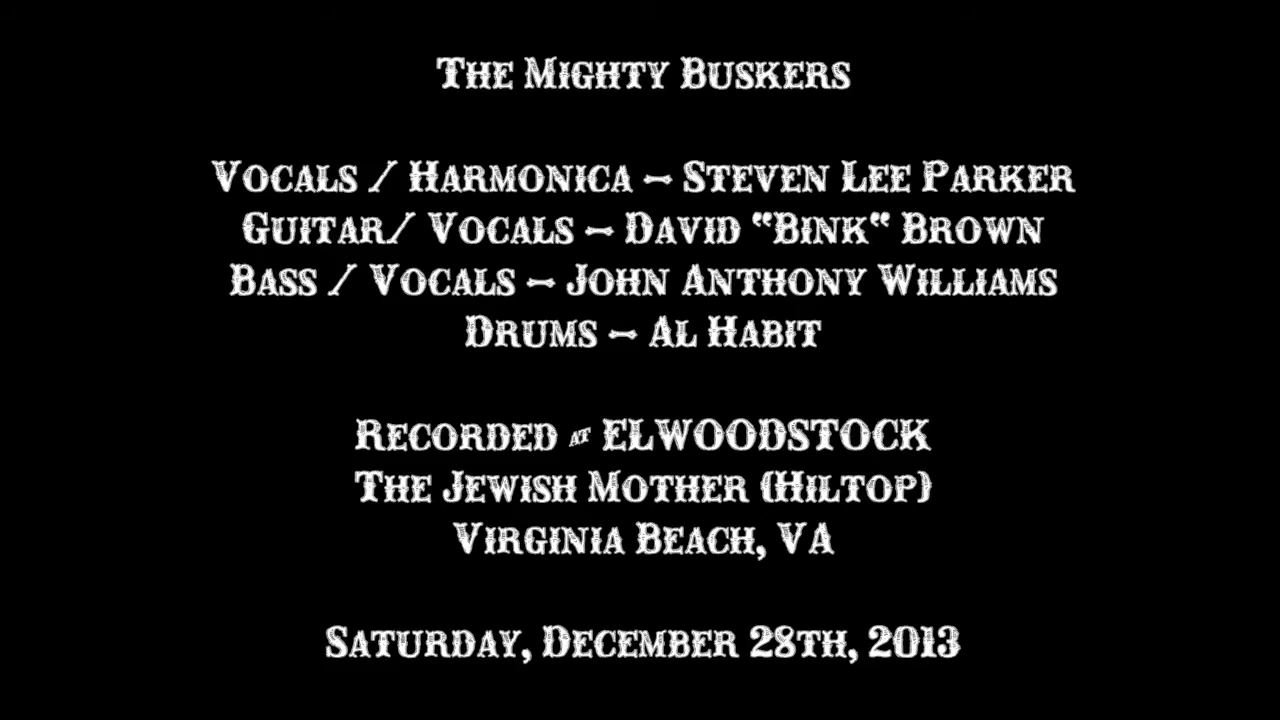 The Mighty Buskers
Vocals / Harmonica – Steven Lee Parker
Guitar/ Vocals – David "Bink" Brown
Bass / Vocals – John Anthony Williams
Drums – Al Habit
Recorded at ELWOODSTOCK
The Jewish Mother (Hiltop)
Virginia Beach, VA
Saturday, December 28th, 2013